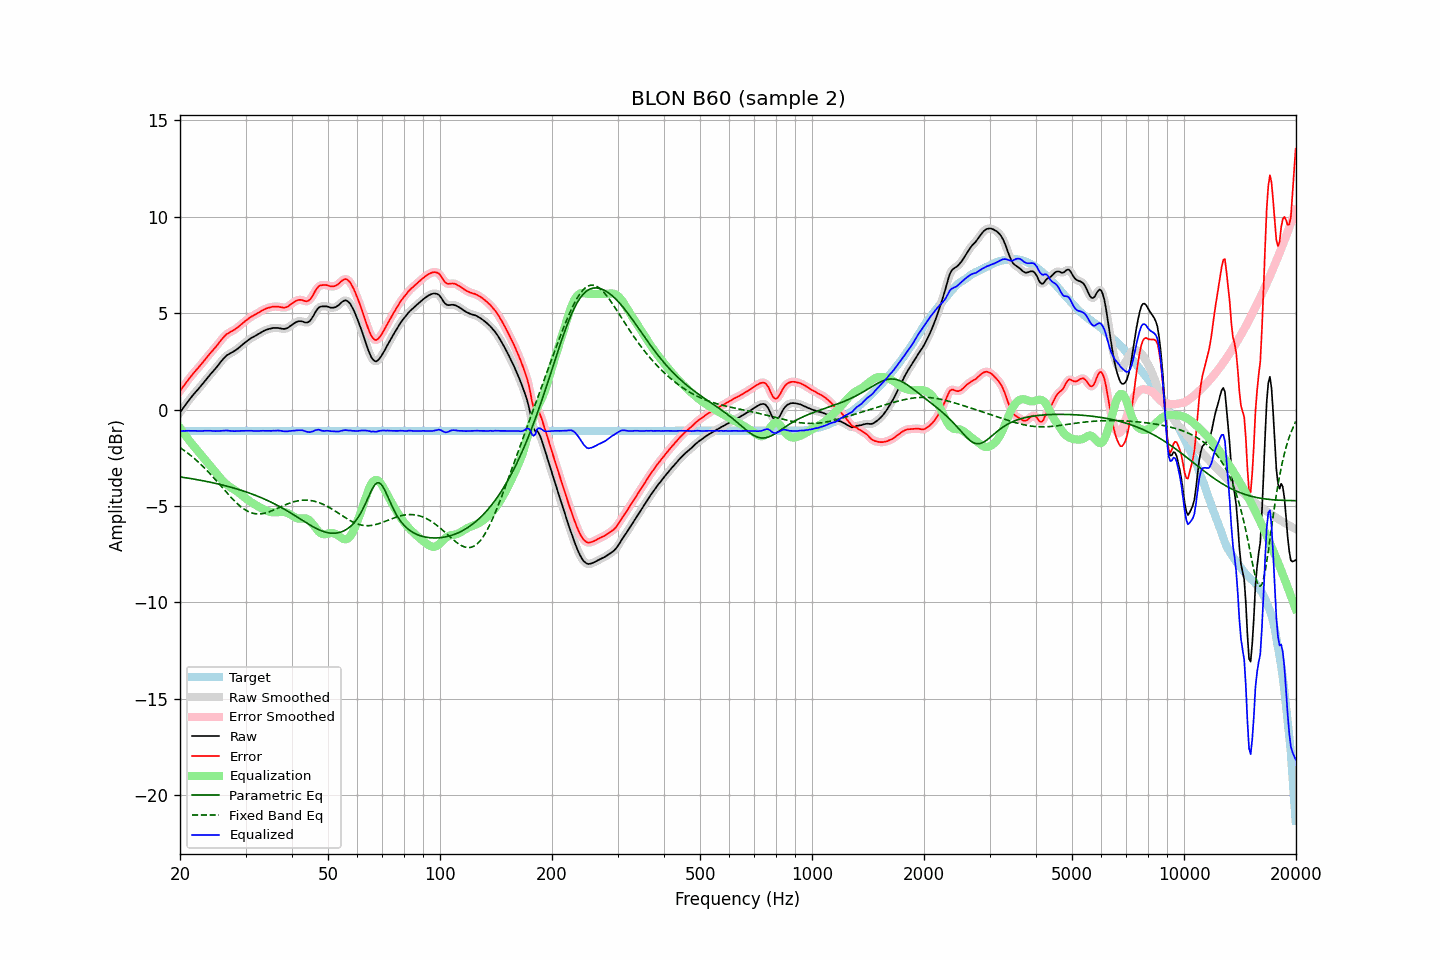 BLON B60 (sample 2)
Amplitude (dBr)
15
10
5
0
−5
−10
−15
−20
Target
Raw Smoothed
Error Smoothed
Raw
Error
Equalization
Parametric Eq
Fixed Band Eq
Equalized
20 50 100 200 500 1000 2000 5000 10000 20000
Frequency (Hz)